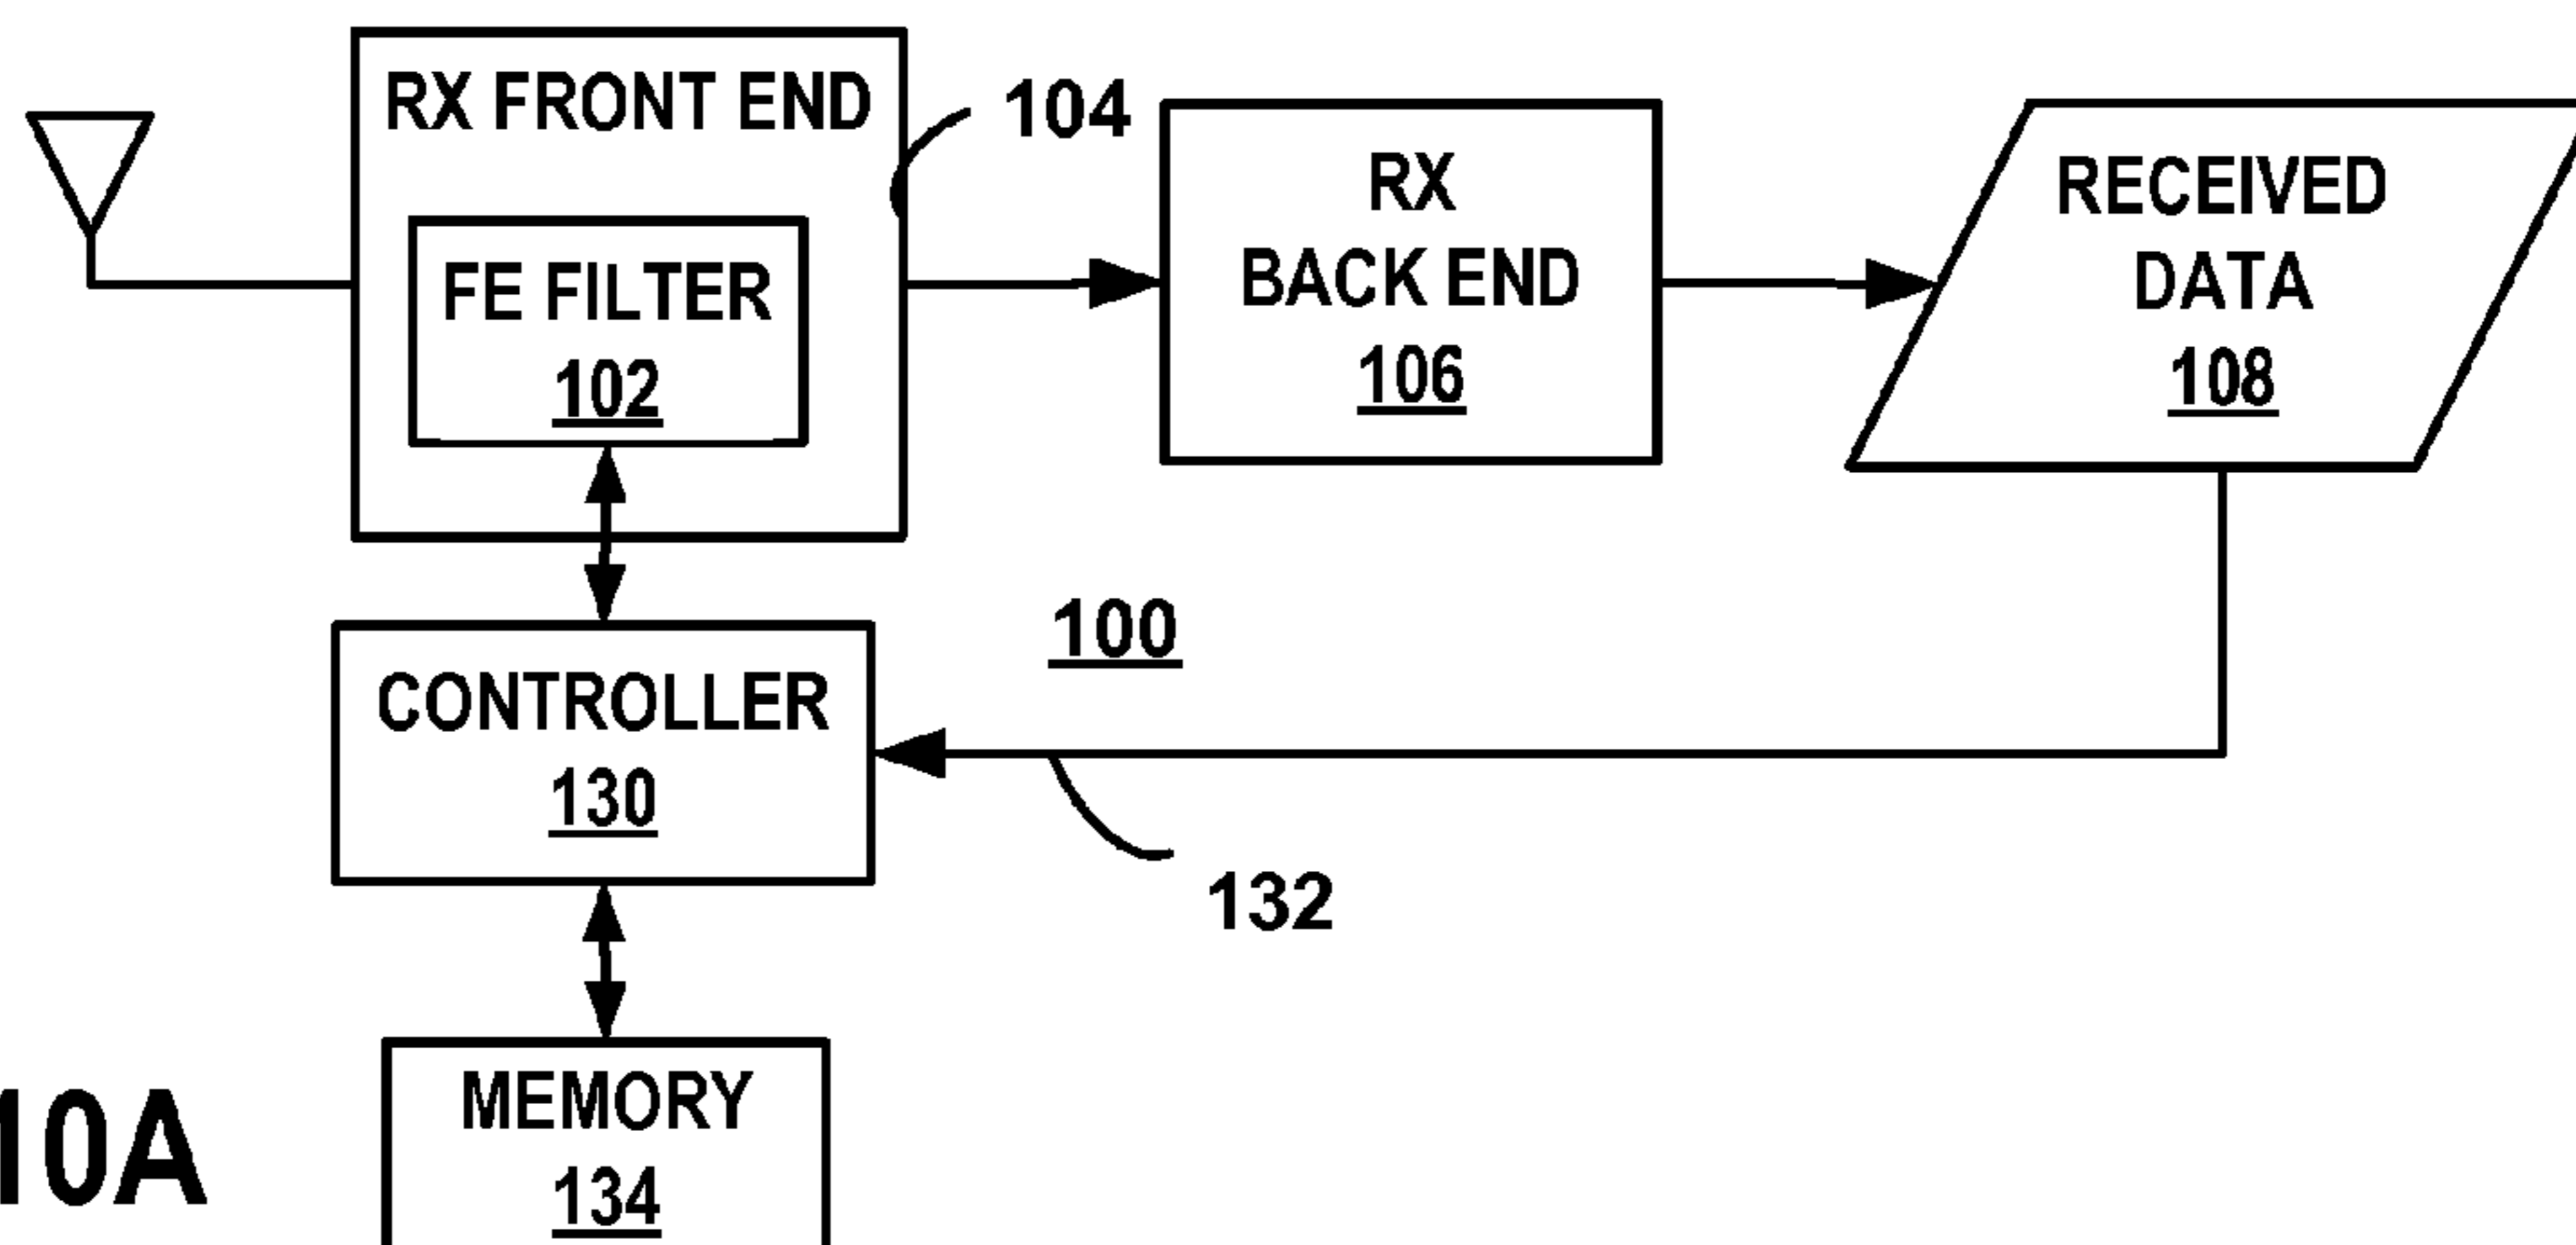 RX FRONT END
104
FE FILTER
102
RX
BACK END
106
RECEIVED
DATA
108
100
CONTROLLER
130
132
MEMORY
134
10A